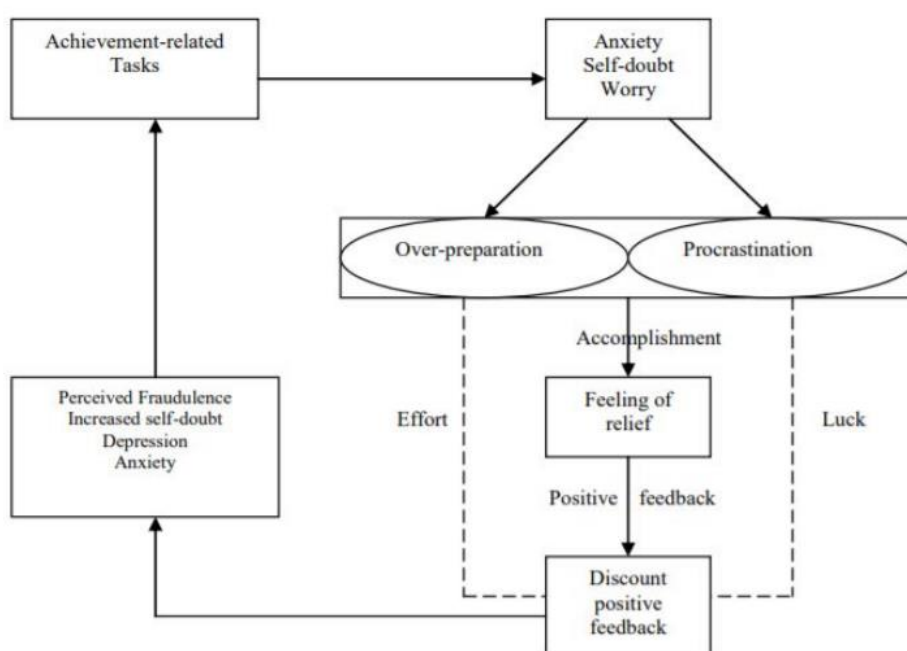 Achievement-related
Tasks
Anxiety
Self-doubt
Worry
Over-preparation
Procrastination
Accomplishment
Perceived Fraudulence
Increased self-doubt
Depression
Anxiety
Effort
Feeling of
relief
Luck
Positive feedback
Discount
positive
feedback